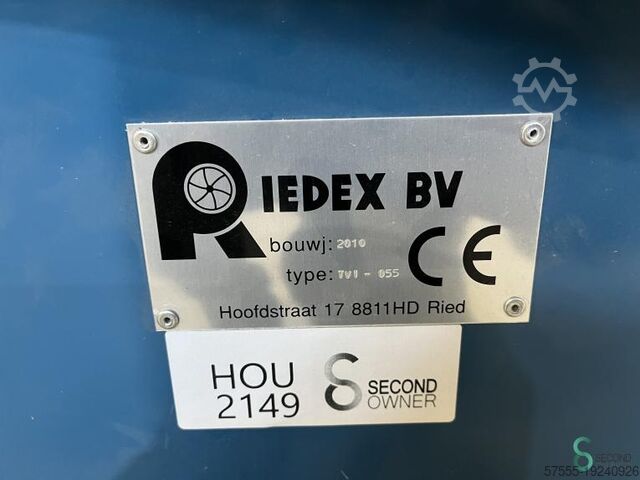 RIEDEX BV
bouwj: 2010
type: TV1 - 055
CE
Hoofdstraat 17 8811HD Ried
HOU
2149
SECOND
OWNER
SECOND
57555-19240926